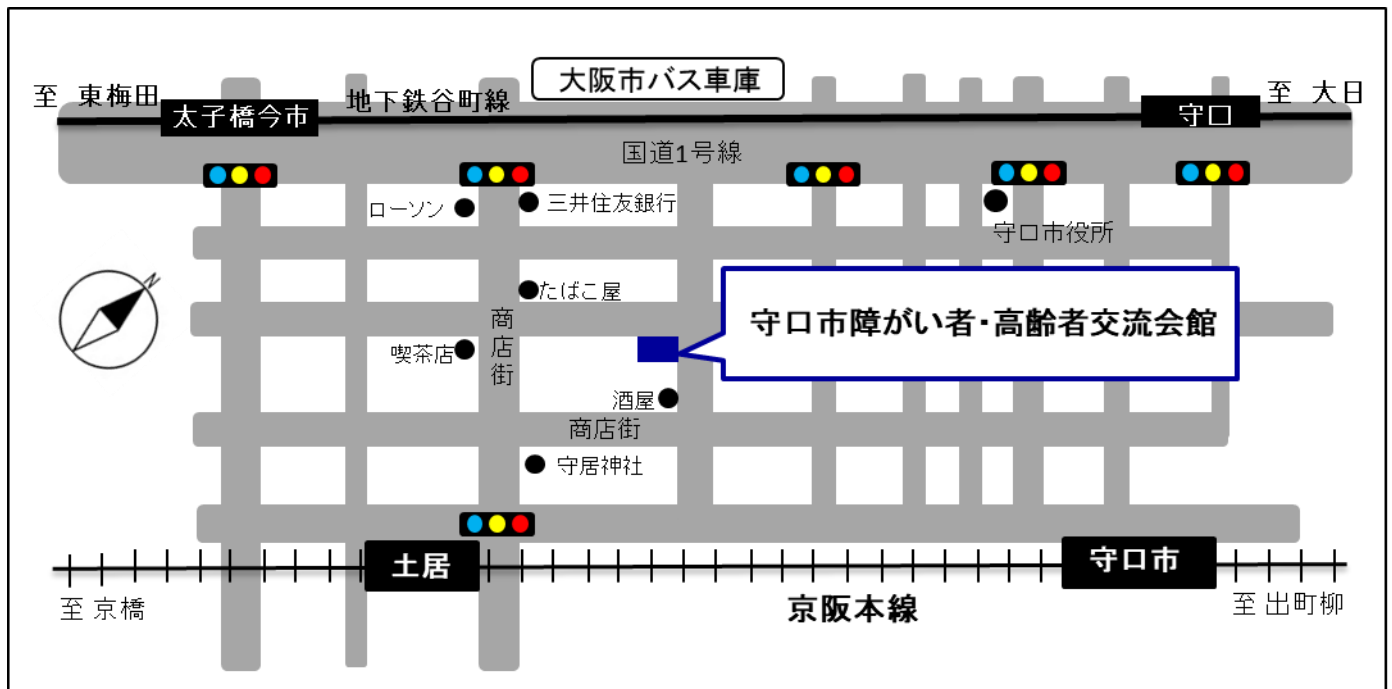 大阪市バス車庫
至 東梅田
太子橋今市
地下鉄谷町線
守口
至 大日
国道1号線
ローソン
三井住友銀行
守口市役所
N
たばこ屋
商店街
喫茶店
守口市障がい者・高齢者交流会館
酒屋
商店街
守居神社
土居
守口市
至 京橋
京阪本線
至 出町柳